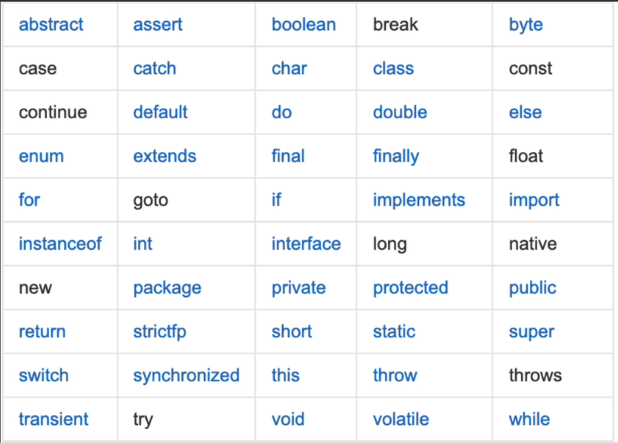 abstract assert boolean break byte
case catch char class const
continue default do double else
enum extends final finally float
for goto if implements import
instanceof int interface long native
new package private protected public
return strictfp short static super
switch synchronized this throw throws
transient try void volatile while